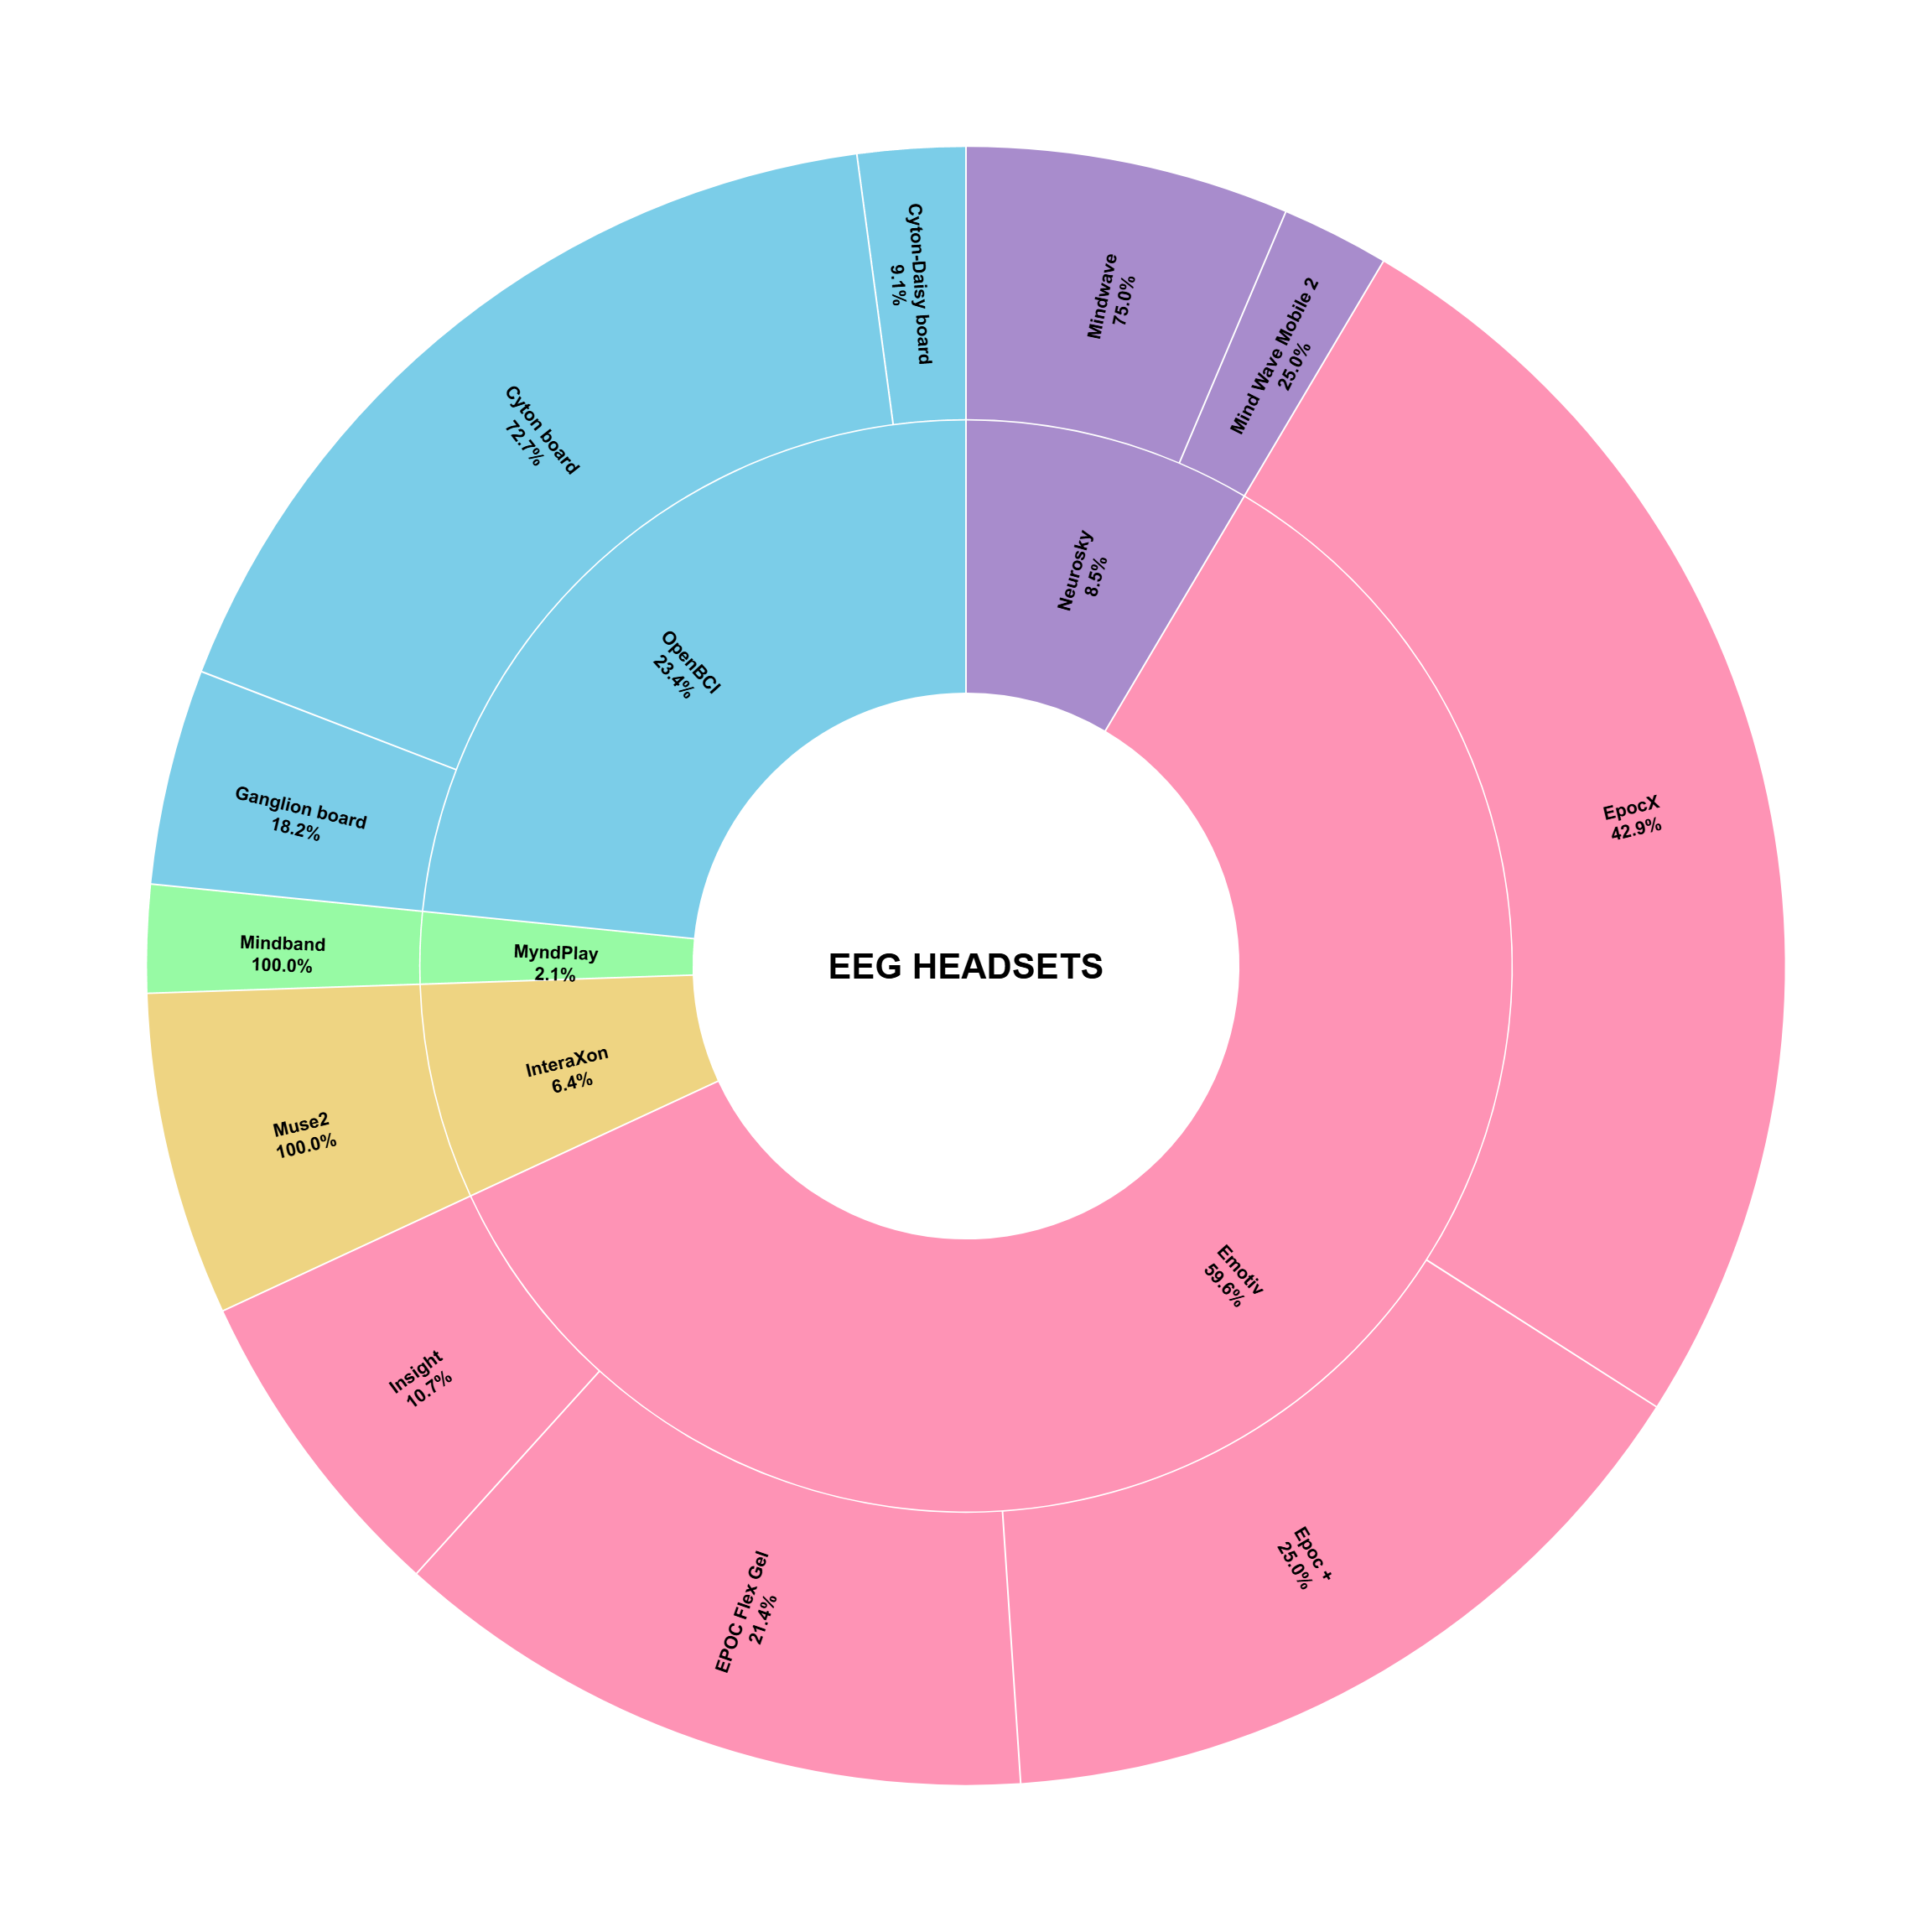 EEG HEADSETS
Neurosky
8.5%
Mindwave
75.0%
Mind Wave Mobile 2
25.0%
Emotiv
59.6%
EpocX
42.9%
Epoc +
25.0%
EPOC Flex Gel
21.4%
Insight
10.7%
InteraXon
6.4%
Muse2
100.0%
MyndPlay
2.1%
Mindband
100.0%
OpenBCI
23.4%
Ganglion board
18.2%
Cyton board
72.7%
Cyton-Daisy board
9.1%